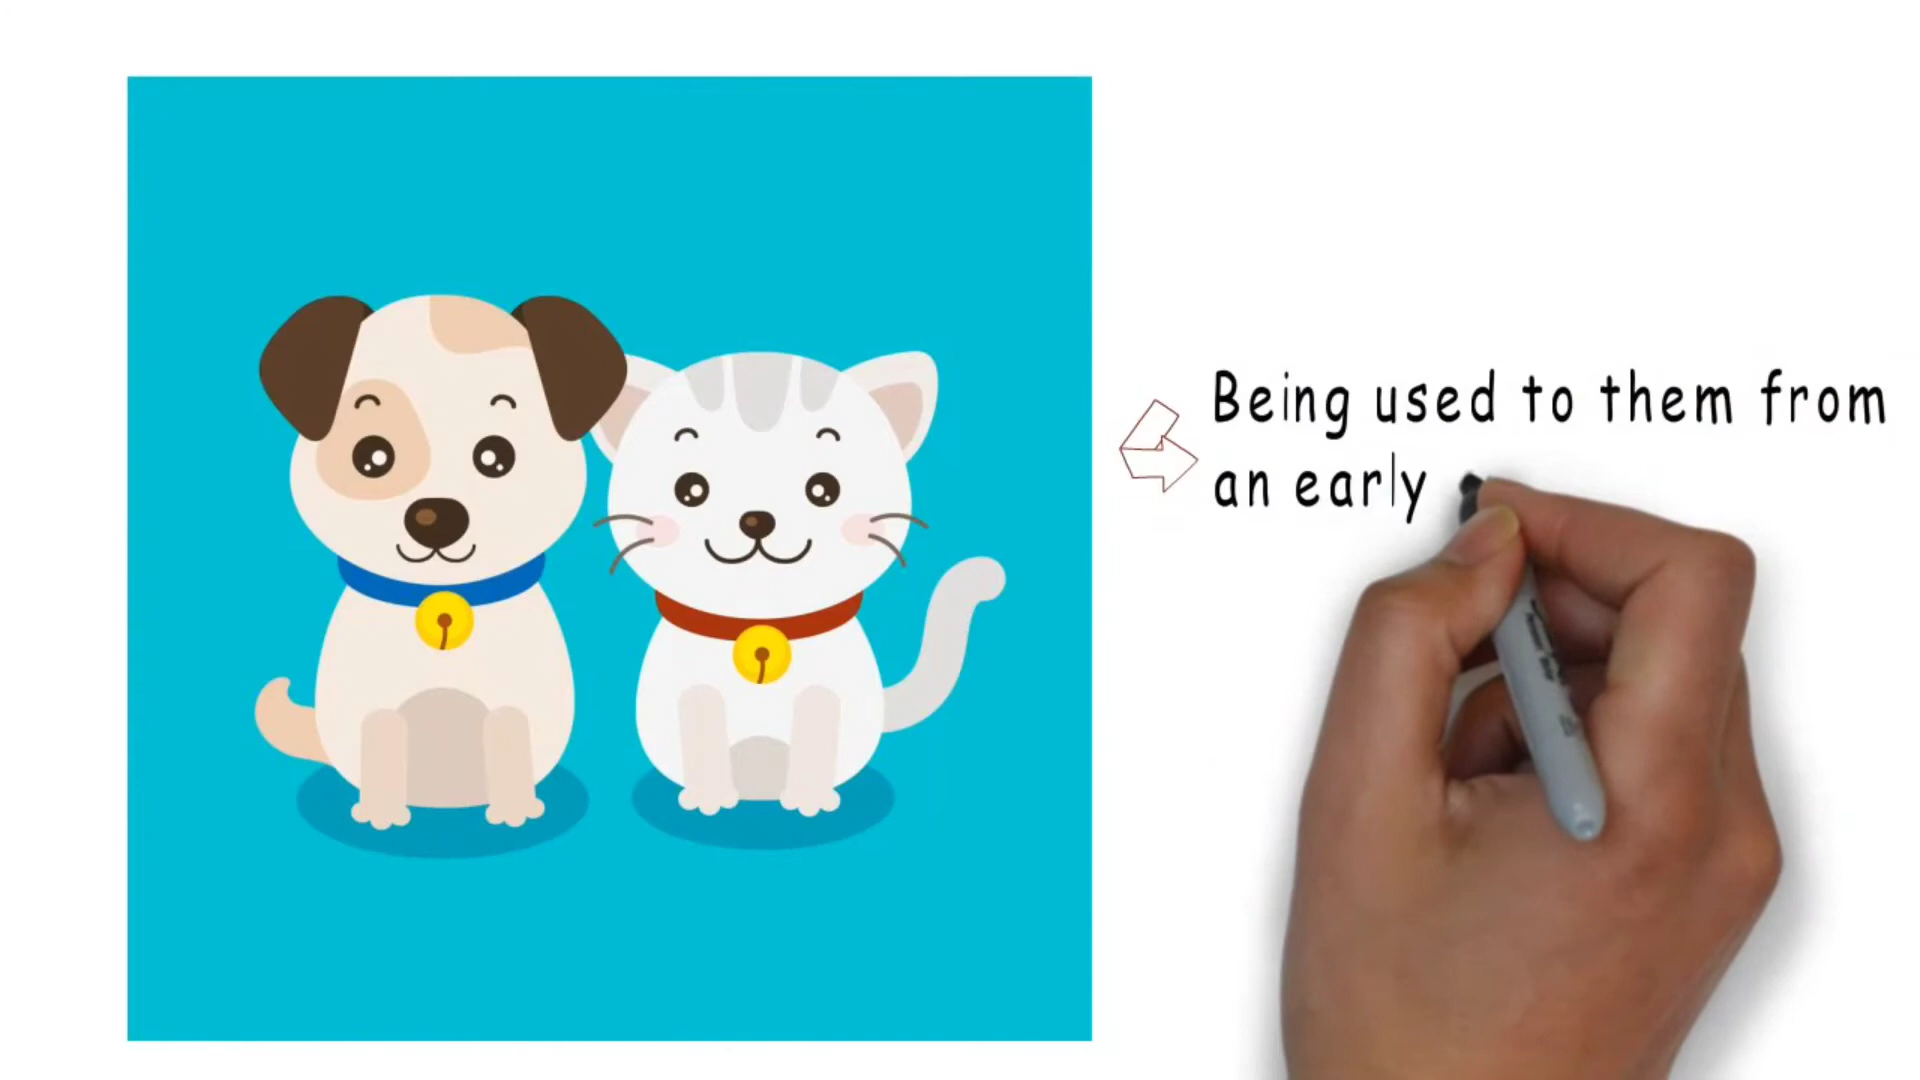 Being used to them from
an early